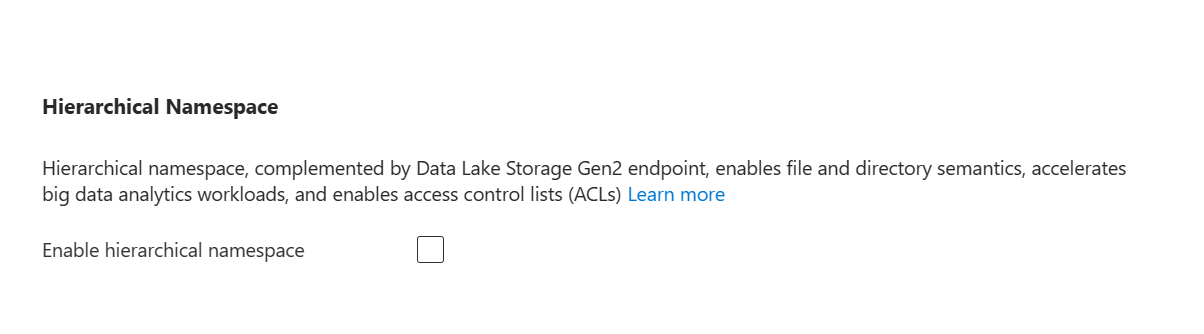 Hierarchical Namespace
Hierarchical namespace, complemented by Data Lake Storage Gen2 endpoint, enables file and directory semantics, accelerates
big data analytics workloads, and enables access control lists (ACLs) Learn more
Enable hierarchical namespace